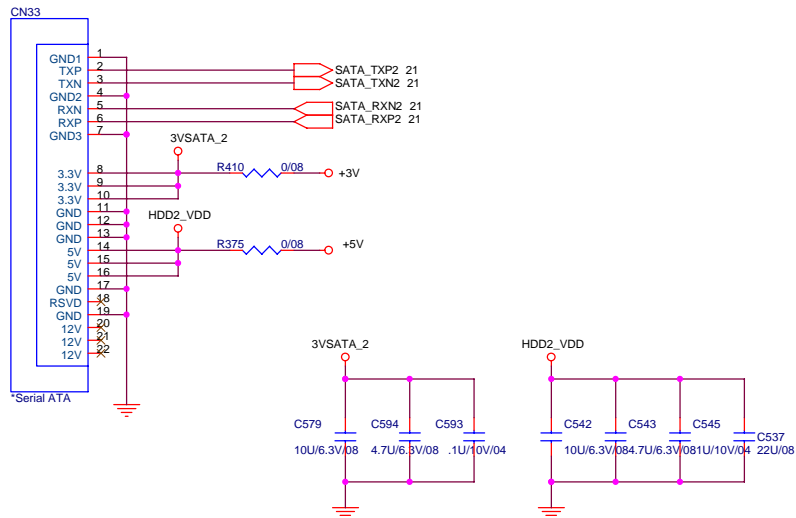 CN33
GND1 1
TXP 2
TXN 3
GND2 4
RXN 5
RXP 6
GND3 7
SATA_TXP2 21
SATA_TXN2 21
SATA_RXN2 21
SATA_RXP2 21
3VSATA_2
3.3V 8
3.3V 9
3.3V 10
R410 0/08 +3V
GND 11
GND 12
GND 13
HDD2_VDD
5V 14
5V 15
5V 16
R375 0/08 +5V
GND 17
RSVD 18
GND 19
12V 20
12V 21
12V 22
*Serial ATA
3VSATA_2
C579 C594 C593
10U/6.3V/08 4.7U/6.3V/08 .1U/10V/04
HDD2_VDD
C542 C543 C545 C537
10U/6.3V/08 4.7U/6.3V/08 22U/08